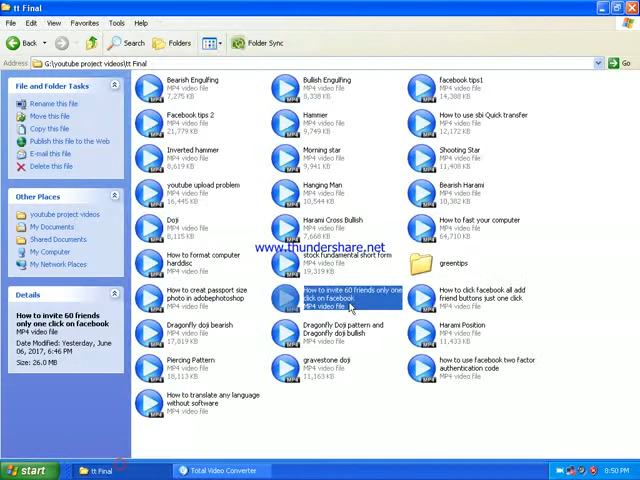 tt Final
File Edit View Favorites Tools Help
Back Search Folders Folder Sync
Address G:\youtube project videos\tt Final Go
File and Folder Tasks
Rename this file
Move this file
Copy this file
Publish this file to the Web
E-mail this file
Delete this file
Other Places
youtube project videos
My Documents
Shared Documents
My Computer
My Network Places
Details
How to invite 60 friends
only one click on facebook
MP4 video file
Date Modified: Yesterday, June
06, 2017, 6:46 PM
Size: 26.0 MB
Bearish Engulfing
MP4 video file
7,275 KB
Bullish Engulfing
MP4 video file
8,338 KB
facebook tips1
MP4 video file
14,388 KB
Facebook tips 2
MP4 video file
21,779 KB
Hammer
MP4 video file
9,749 KB
How to use sbi Quick transfer
MP4 video file
12,172 KB
Inverted hammer
MP4 video file
8,619 KB
Morning star
MP4 video file
9,941 KB
Shooting Star
MP4 video file
11,408 KB
youtube upload problem
MP4 video file
16,445 KB
Hanging Man
MP4 video file
10,544 KB
Bearish Harami
MP4 video file
10,382 KB
Doji
MP4 video file
8,115 KB
Harami Cross Bullish
MP4 video file
7,668 KB
How to fast your computer
MP4 video file
64,710 KB
www.thundershare.net
How to format computer
harddisc
MP4 video file
stock fundamental short form
MP4 video file
19,319 KB
greentips
How to creat passport size
photo in adobephotoshop
MP4 video file
How to invite 60 friends only one
click on facebook
MP4 video file
How to click facebook all add
friend buttons just one click
MP4 video file
Dragonfly doji bearish
MP4 video file
17,819 KB
Dragonfly Doji pattern and
Dragonfly doji bullish
MP4 video file
Harami Position
MP4 video file
11,433 KB
Piercing Pattern
MP4 video file
18,113 KB
gravestone doji
MP4 video file
11,163 KB
how to use facebook two factor
authentication code
MP4 video file
How to translate any language
without software
MP4 video file
start tt Final Total Video Converter 8:50 PM